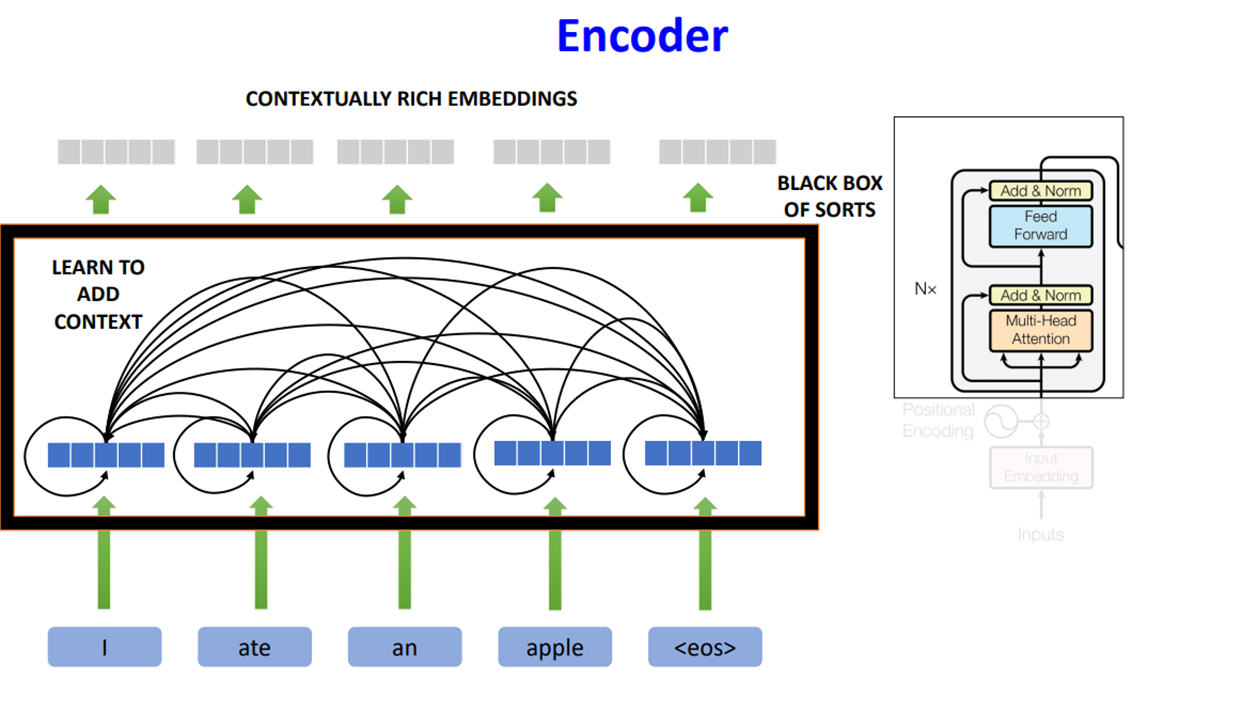 Encoder
CONTEXTUALLY RICH EMBEDDINGS
BLACK BOX
OF SORTS
LEARN TO
ADD
CONTEXT
I
ate
an
apple
<eos>
Add & Norm
Feed
Forward
N×
Add & Norm
Multi-Head
Attention
Positional
Encoding
Input
Embedding
Inputs